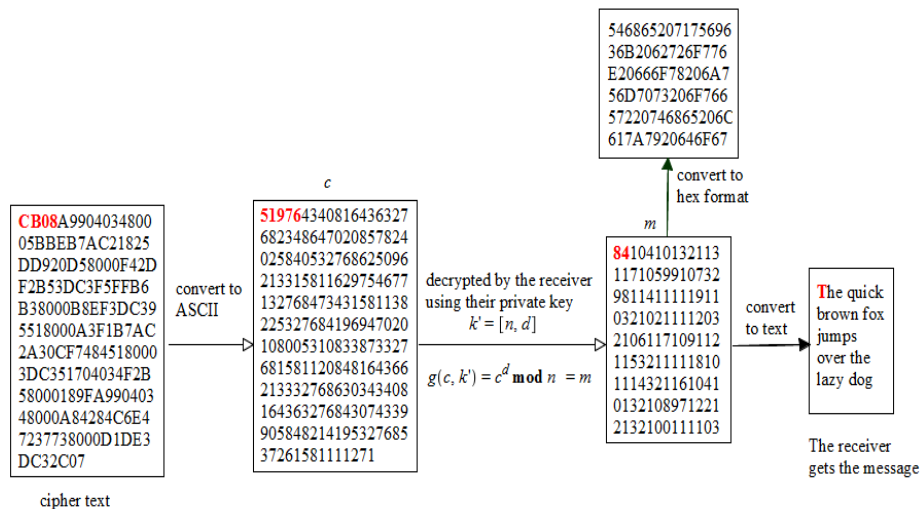 546865207175696
36B2062726F776
E20666F78206A7
56D7073206F766
57220746865206C
617A7920646F67
convert to
hex format
c
m
CB08A9904034800
05BBEB7AC21825
DD920D58000F42D
F2B53DC3F5FFB6
B38000B8EF3DC39
5518000A3F1B7AC
2A30CF7484518000
3DC351704034F2B
58000189FA990403
48000A84284C6E4
7237738000D1DE3
DC32C07
cipher text
convert to
ASCII
519764340816436327
682348647020857824
025840532768625096
213315811629754677
132768473431581138
225327684196947020
108005310833873327
681581120848164366
213332768630343408
164363276843074339
905848214195327685
37261581111271
decrypted by the receiver
using their private key
k' = [n, d]
g(c, k') = c^d mod n = m
8410410132113
1171059910732
9811411111911
0321021111203
2106117109112
1153211111810
1114321161041
0132108971221
2132100111103
convert to
text
The quick
brown fox
jumps
over the
lazy dog
The receiver
gets the message